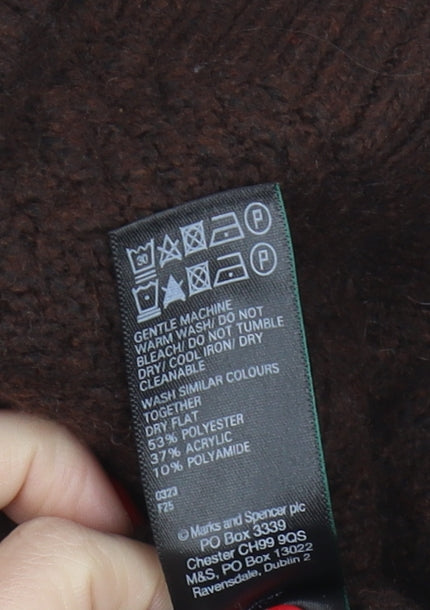 30 P
P
GENTLE MACHINE
WARM WASH/ DO NOT
BLEACH/ DO NOT TUMBLE
DRY/ COOL IRON/ DRY
CLEANABLE
WASH SIMILAR COLOURS
TOGETHER
DRY FLAT
53% POLYESTER
37% ACRYLIC
10% POLYAMIDE
0323
F25
© Marks and Spencer plc
PO Box 3339
Chester CH99 9QS
M&S, PO Box 13022
Ravensdale, Dublin 2